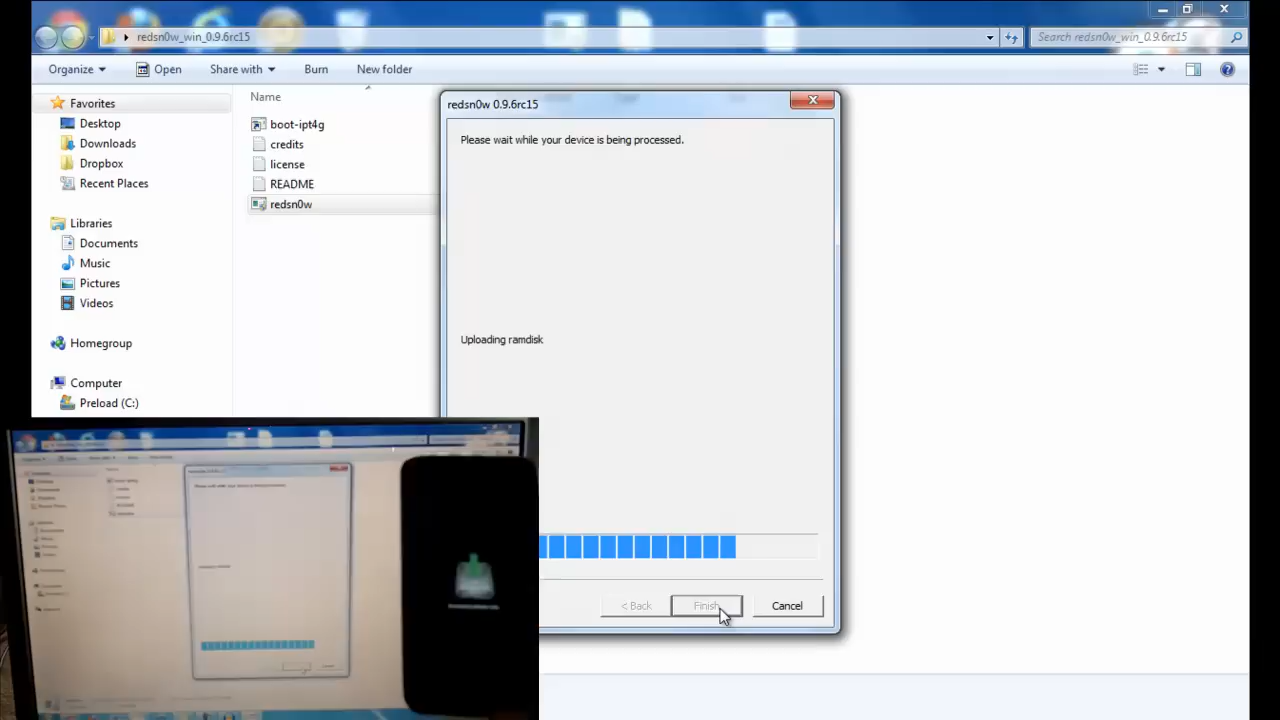 redsn0w_win_0.9.6rc15
Search redsn0w_win_0.9.6rc15
Organize
Open
Share with
Burn
New folder
Favorites
Desktop
Downloads
Dropbox
Recent Places
Libraries
Documents
Music
Pictures
Videos
Homegroup
Computer
Preload (C:)
Name
boot-ipt4g
credits
license
README
redsn0w
redsn0w 0.9.6rc15
Please wait while your device is being processed.
Uploading ramdisk
< Back
Finish
Cancel